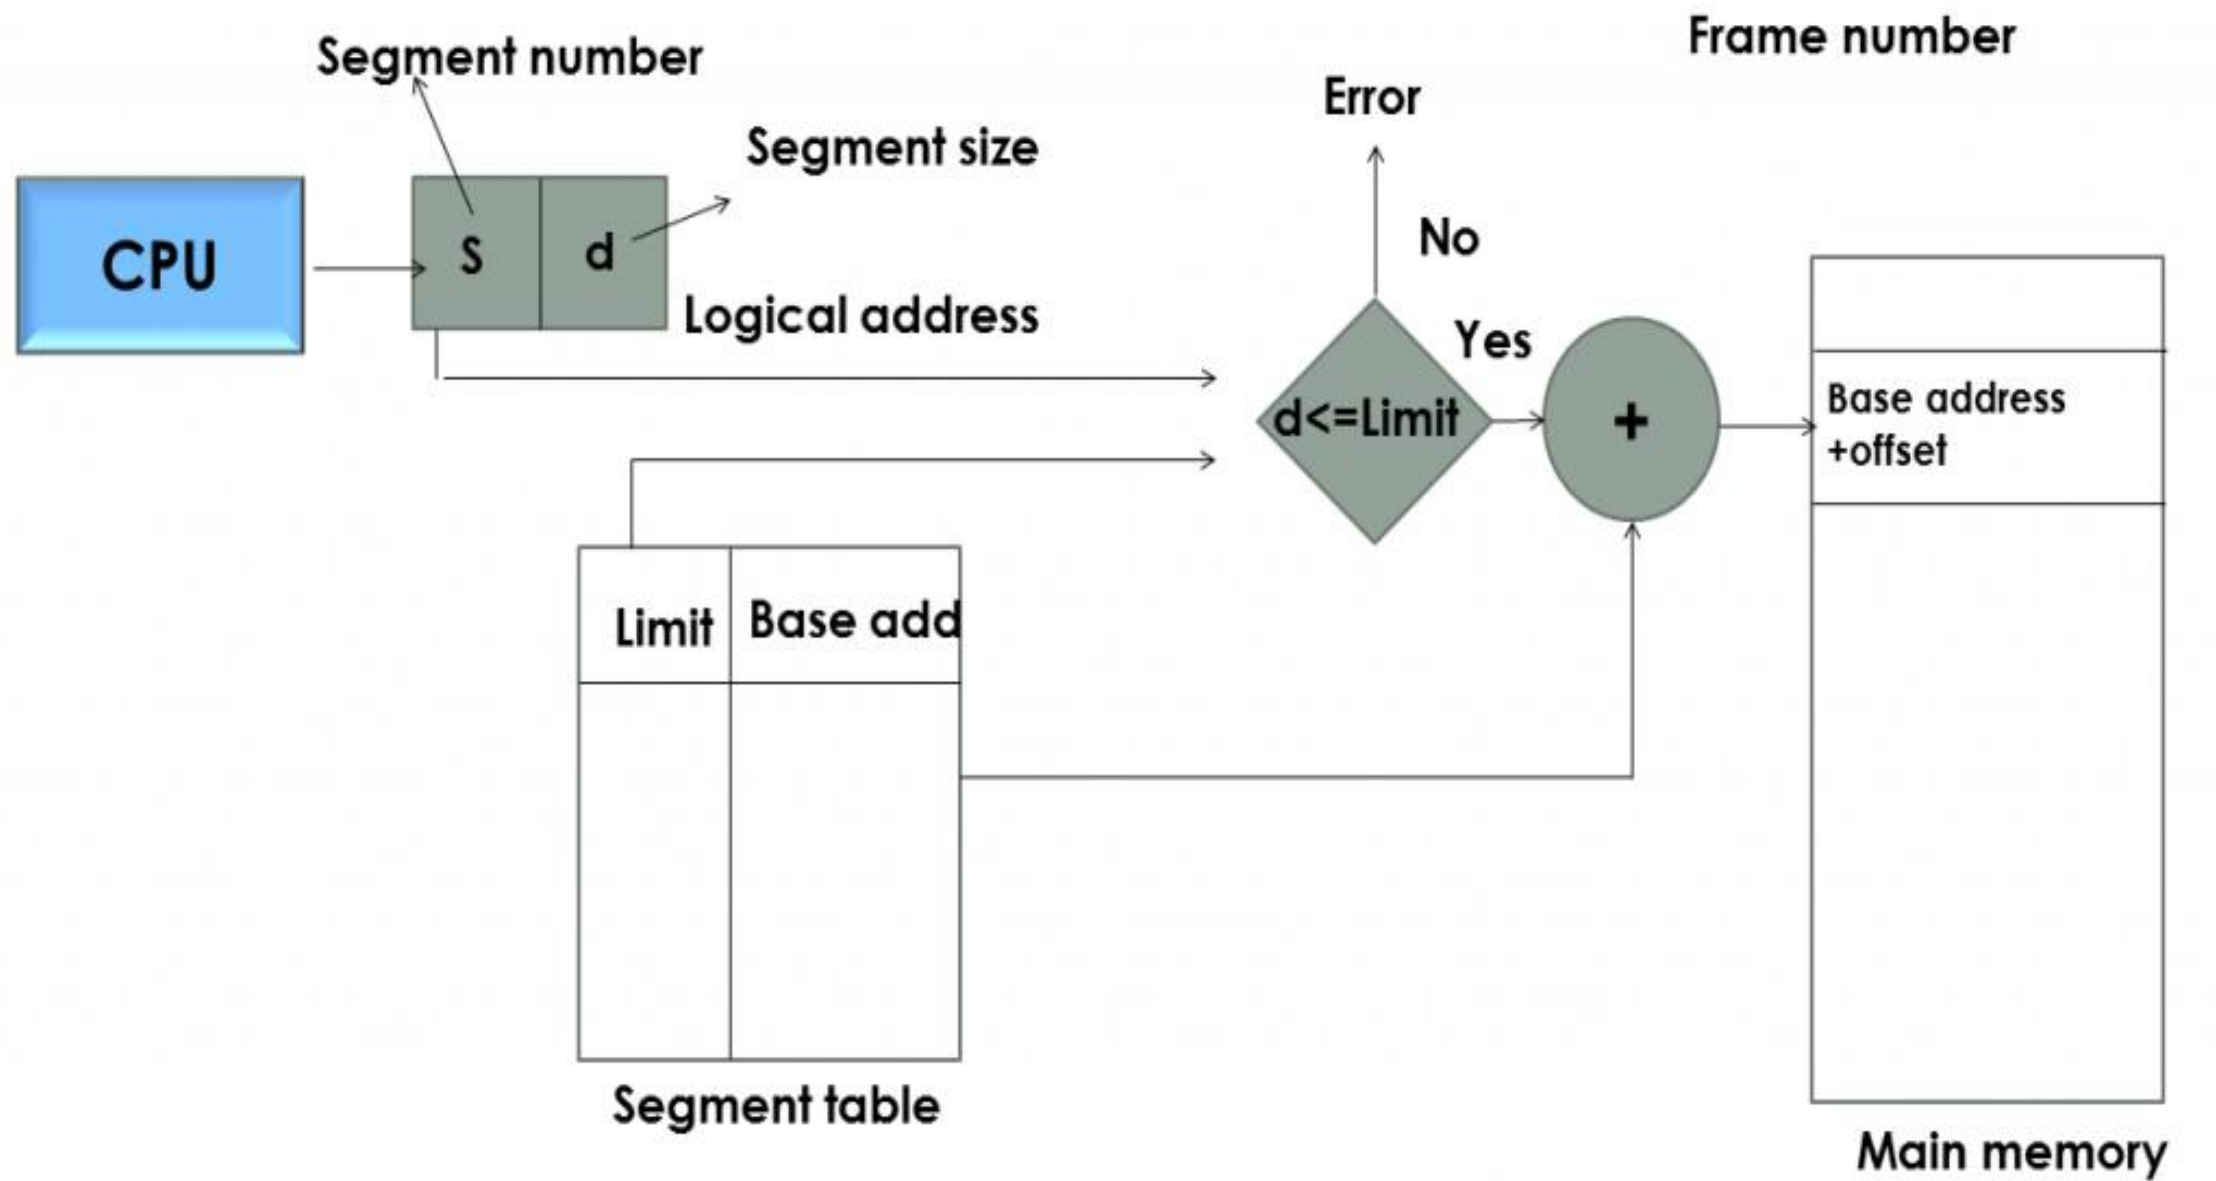 Segment number
Frame number
Error
Segment size
No
CPU
S
d
Logical address
Yes
d<=Limit
+
Base address
+offset
Limit
Base add
Segment table
Main memory